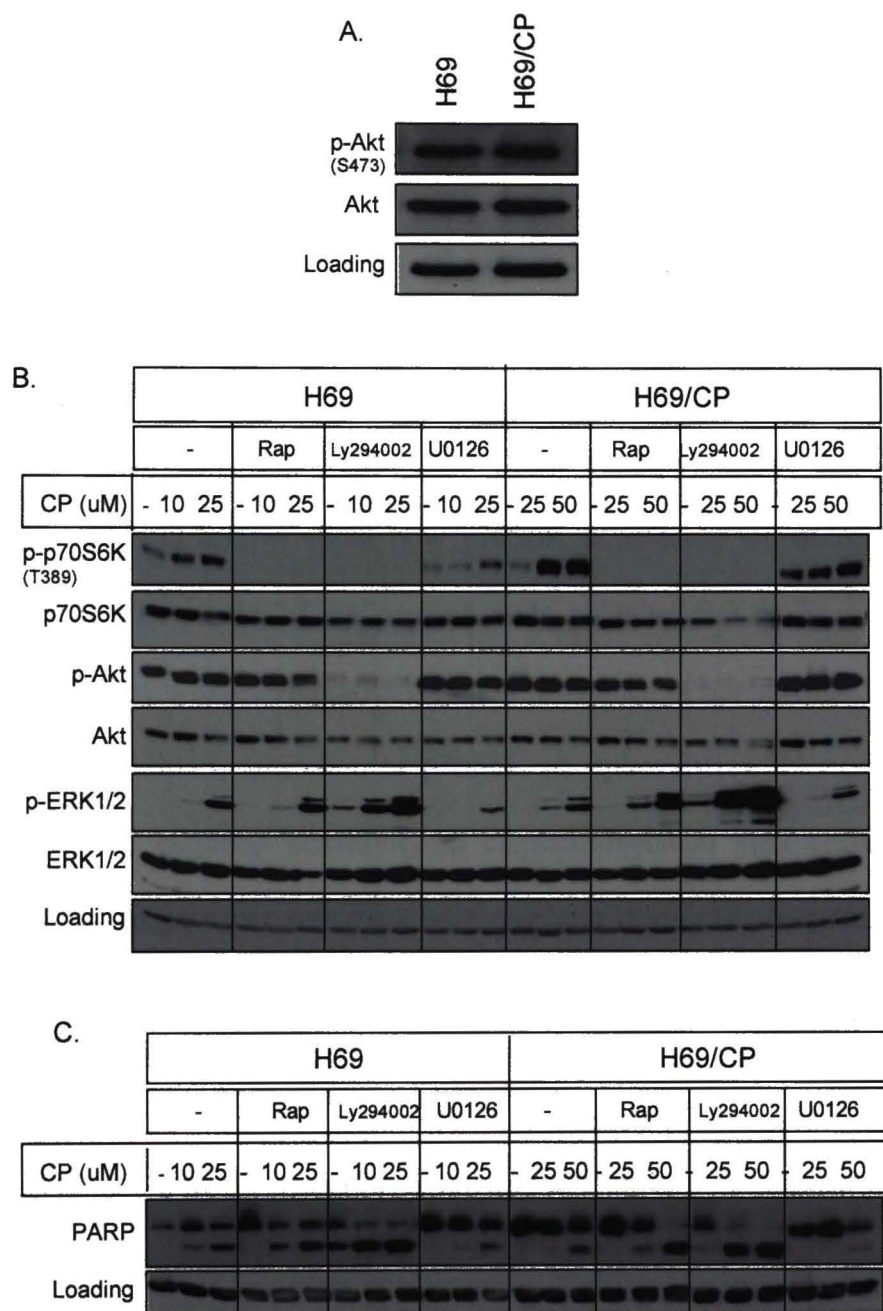 A.
H69 H69/CP
p-Akt
(S473)
Akt
Loading
B.
H69 H69/CP
- Rap Ly294002 U0126 - Rap Ly294002 U0126
CP (uM) - 10 25 - 10 25 - 10 25 - 10 25 - 25 50 - 25 50 - 25 50 - 25 50
p-p70S6K
(T389)
p70S6K
p-Akt
Akt
p-ERK1/2
ERK1/2
Loading
C.
H69 H69/CP
- Rap Ly294002 U0126 - Rap Ly294002 U0126
CP (uM) - 10 25 - 10 25 - 10 25 - 10 25 - 25 50 - 25 50 - 25 50 - 25 50
PARP
Loading